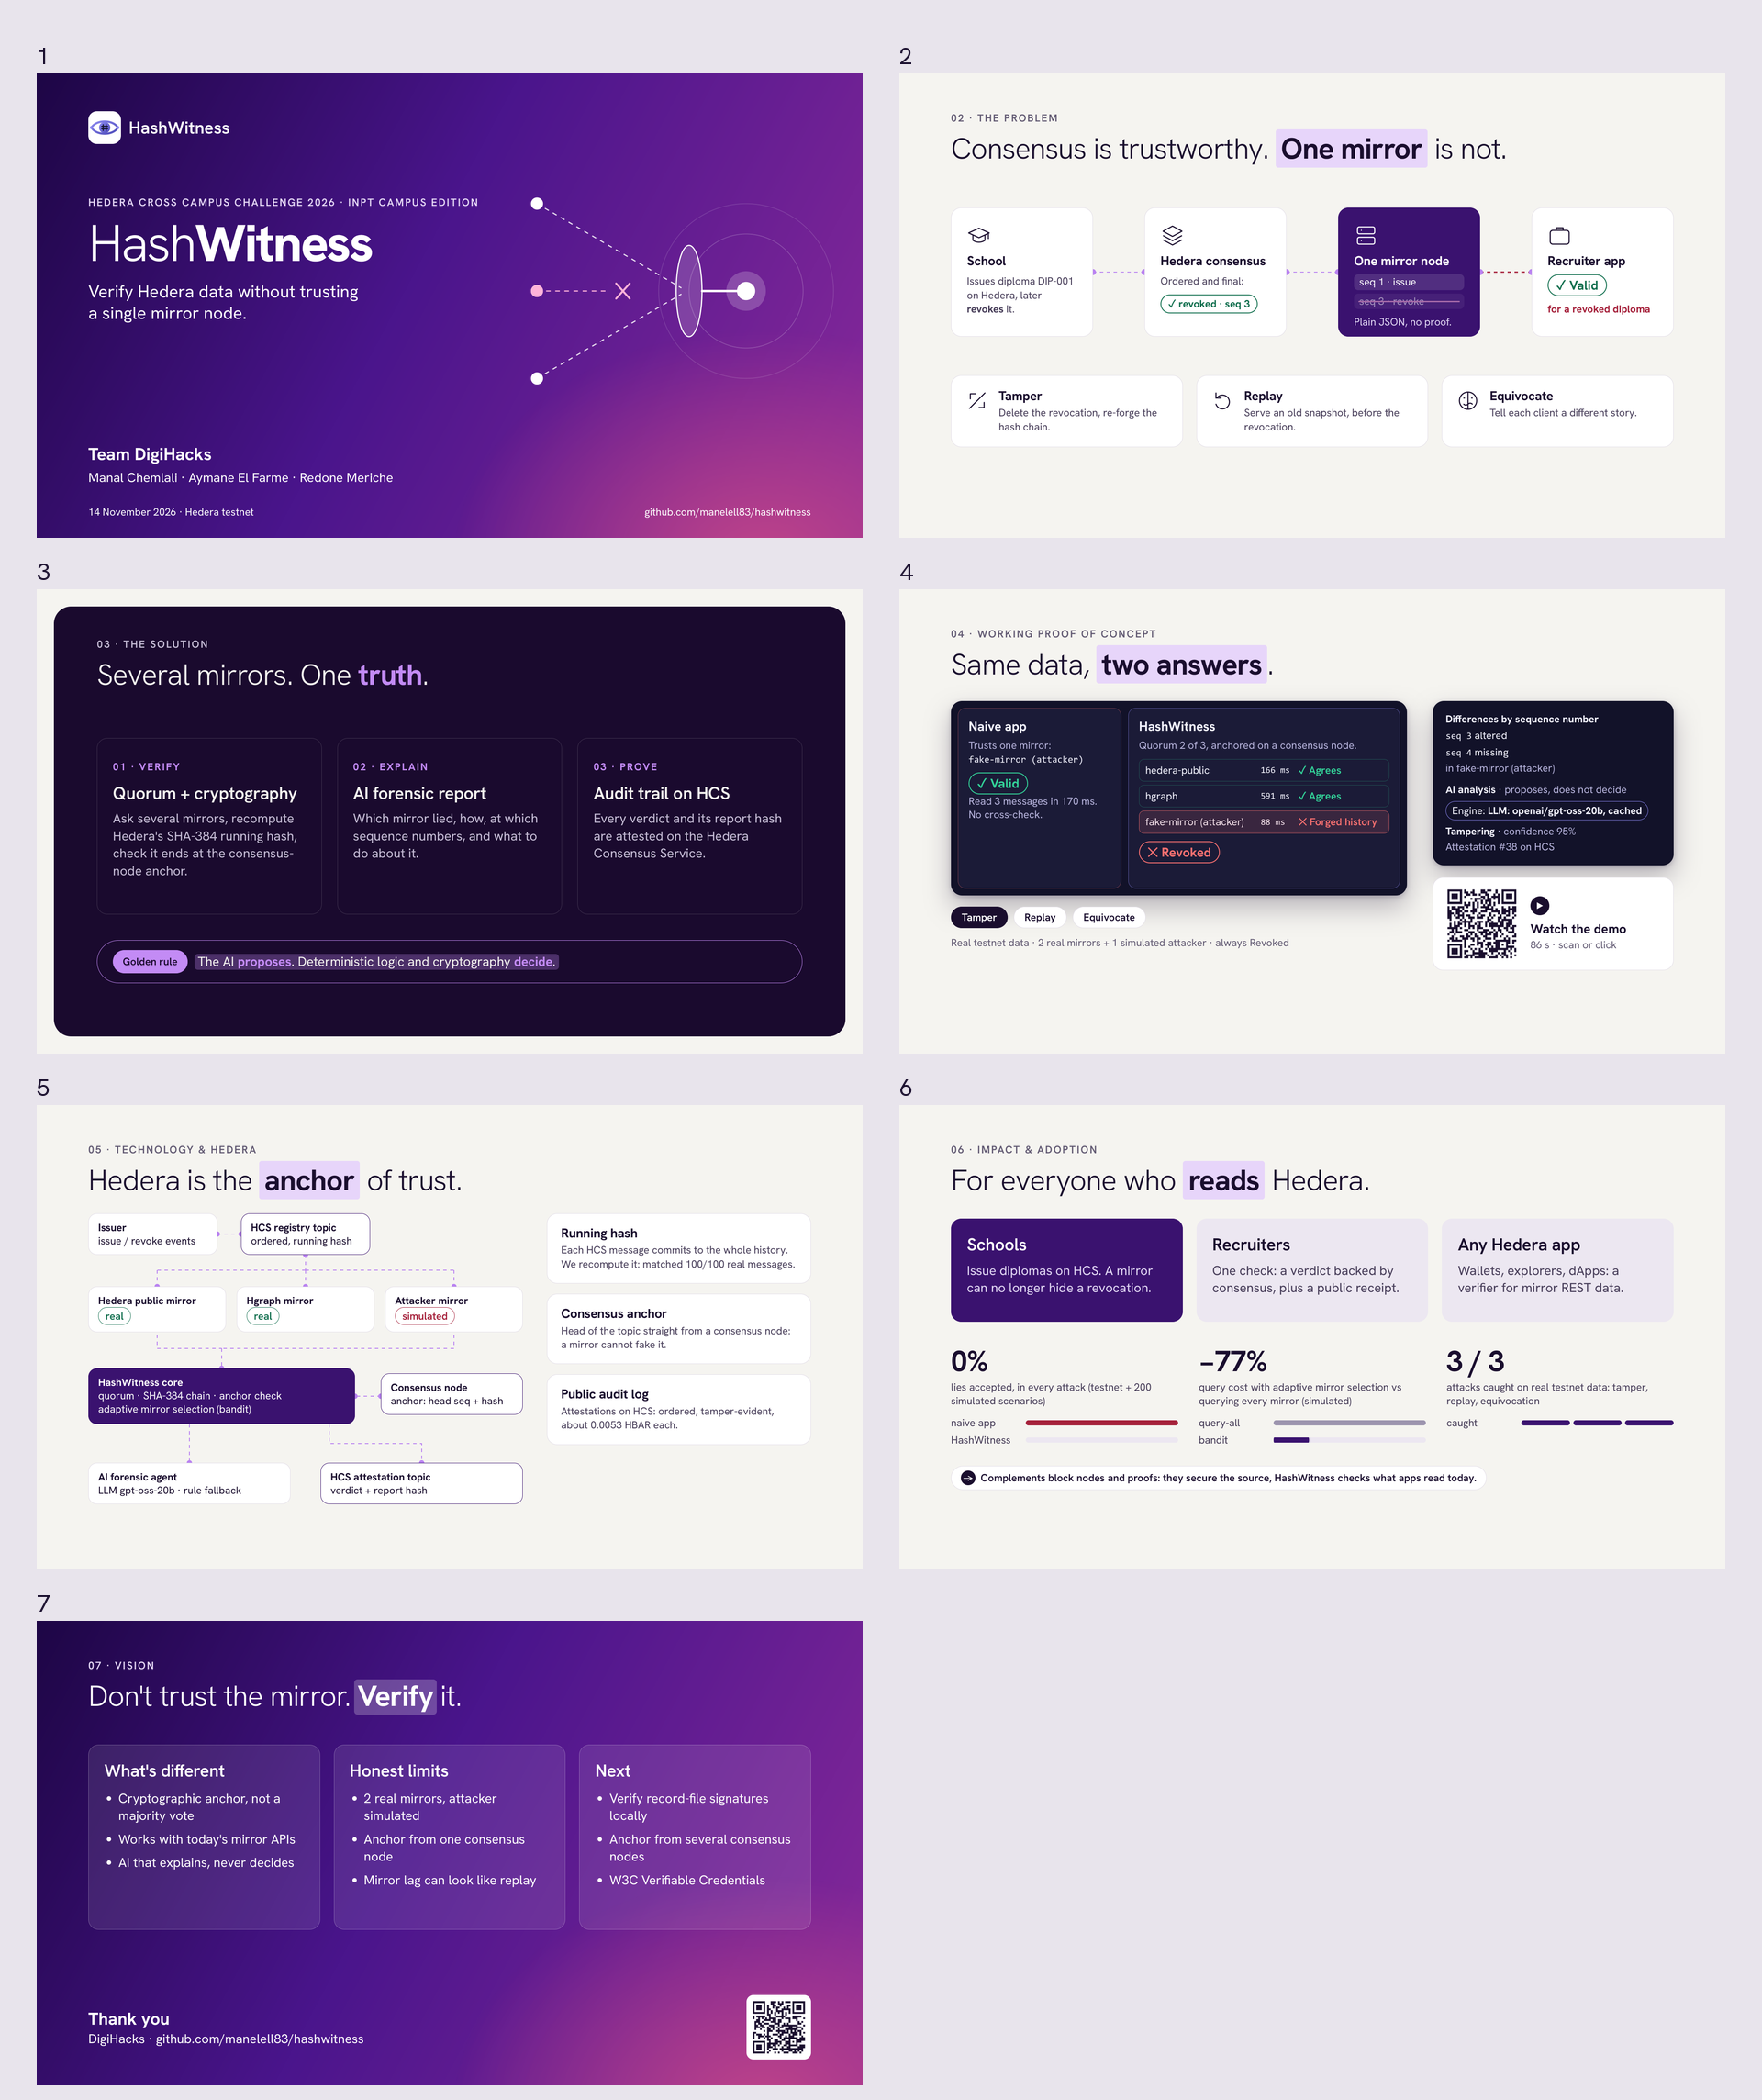 1
HashWitness
HEDERA CROSS CAMPUS CHALLENGE 2026 · INPT CAMPUS EDITION
HashWitness
Verify Hedera data without trusting
a single mirror node.
Team DigiHacks
Manal Chemlali · Aymane El Farme · Redone Meriche
14 November 2026 · Hedera testnet
github.com/manelell83/hashwitness
2
02 · THE PROBLEM
Consensus is trustworthy. One mirror is not.
School
Issues diploma DIP-001
on Hedera, later
revokes it.
Hedera consensus
Ordered and final:
✓ revoked · seq 3
One mirror node
seq 1 · issue
seq 3 · revoke
Plain JSON, no proof.
Recruiter app
✓ Valid
for a revoked diploma
Tamper
Delete the revocation, re-forge the
hash chain.
Replay
Serve an old snapshot, before the
revocation.
Equivocate
Tell each client a different story.
3
03 · THE SOLUTION
Several mirrors. One truth.
01 · VERIFY
Quorum + cryptography
Ask several mirrors, recompute
Hedera's SHA-384 running hash,
check it ends at the consensus-
node anchor.
02 · EXPLAIN
AI forensic report
Which mirror lied, how, at which
sequence numbers, and what to
do about it.
03 · PROVE
Audit trail on HCS
Every verdict and its report hash
are attested on the Hedera
Consensus Service.
Golden rule
The AI proposes. Deterministic logic and cryptography decide.
4
04 · WORKING PROOF OF CONCEPT
Same data, two answers.
Naive app
Trusts one mirror:
fake-mirror (attacker)
✓ Valid
Read 3 messages in 170 ms.
No cross-check.
HashWitness
Quorum 2 of 3, anchored on a consensus node.
hedera-public 166 ms ✓ Agrees
hgraph 591 ms ✓ Agrees
fake-mirror (attacker) 88 ms ✕ Forged history
✕ Revoked
Differences by sequence number
seq 3 altered
seq 4 missing
in fake-mirror (attacker)
AI analysis · proposes, does not decide
Engine: LLM: openai/gpt-oss-20b, cached
Tampering · confidence 95%
Attestation #38 on HCS
Tamper
Replay
Equivocate
Real testnet data · 2 real mirrors + 1 simulated attacker · always Revoked
Watch the demo
86 s · scan or click
5
05 · TECHNOLOGY & HEDERA
Hedera is the anchor of trust.
Issuer
issue / revoke events
HCS registry topic
ordered, running hash
Hedera public mirror
real
Hgraph mirror
real
Attacker mirror
simulated
HashWitness core
quorum · SHA-384 chain · anchor check
adaptive mirror selection (bandit)
Consensus node
anchor: head seq + hash
AI forensic agent
LLM gpt-oss-20b · rule fallback
HCS attestation topic
verdict + report hash
Running hash
Each HCS message commits to the whole history.
We recompute it: matched 100/100 real messages.
Consensus anchor
Head of the topic straight from a consensus node:
a mirror cannot fake it.
Public audit log
Attestations on HCS: ordered, tamper-evident,
about 0.0053 HBAR each.
6
06 · IMPACT & ADOPTION
For everyone who reads Hedera.
Schools
Issue diplomas on HCS. A mirror
can no longer hide a revocation.
Recruiters
One check: a verdict backed by
consensus, plus a public receipt.
Any Hedera app
Wallets, explorers, dApps: a
verifier for mirror REST data.
0%
lies accepted, in every attack (testnet + 200
simulated scenarios)
naive app
HashWitness
−77%
query cost with adaptive mirror selection vs
querying every mirror (simulated)
query-all
bandit
3 / 3
attacks caught on real testnet data: tamper,
replay, equivocation
caught
Complements block nodes and proofs: they secure the source, HashWitness checks what apps read today.
7
07 · VISION
Don't trust the mirror. Verify it.
What's different
• Cryptographic anchor, not a
majority vote
• Works with today's mirror APIs
• AI that explains, never decides
Honest limits
• 2 real mirrors, attacker
simulated
• Anchor from one consensus
node
• Mirror lag can look like replay
Next
• Verify record-file signatures
locally
• Anchor from several consensus
nodes
• W3C Verifiable Credentials
Thank you
DigiHacks · github.com/manelell83/hashwitness